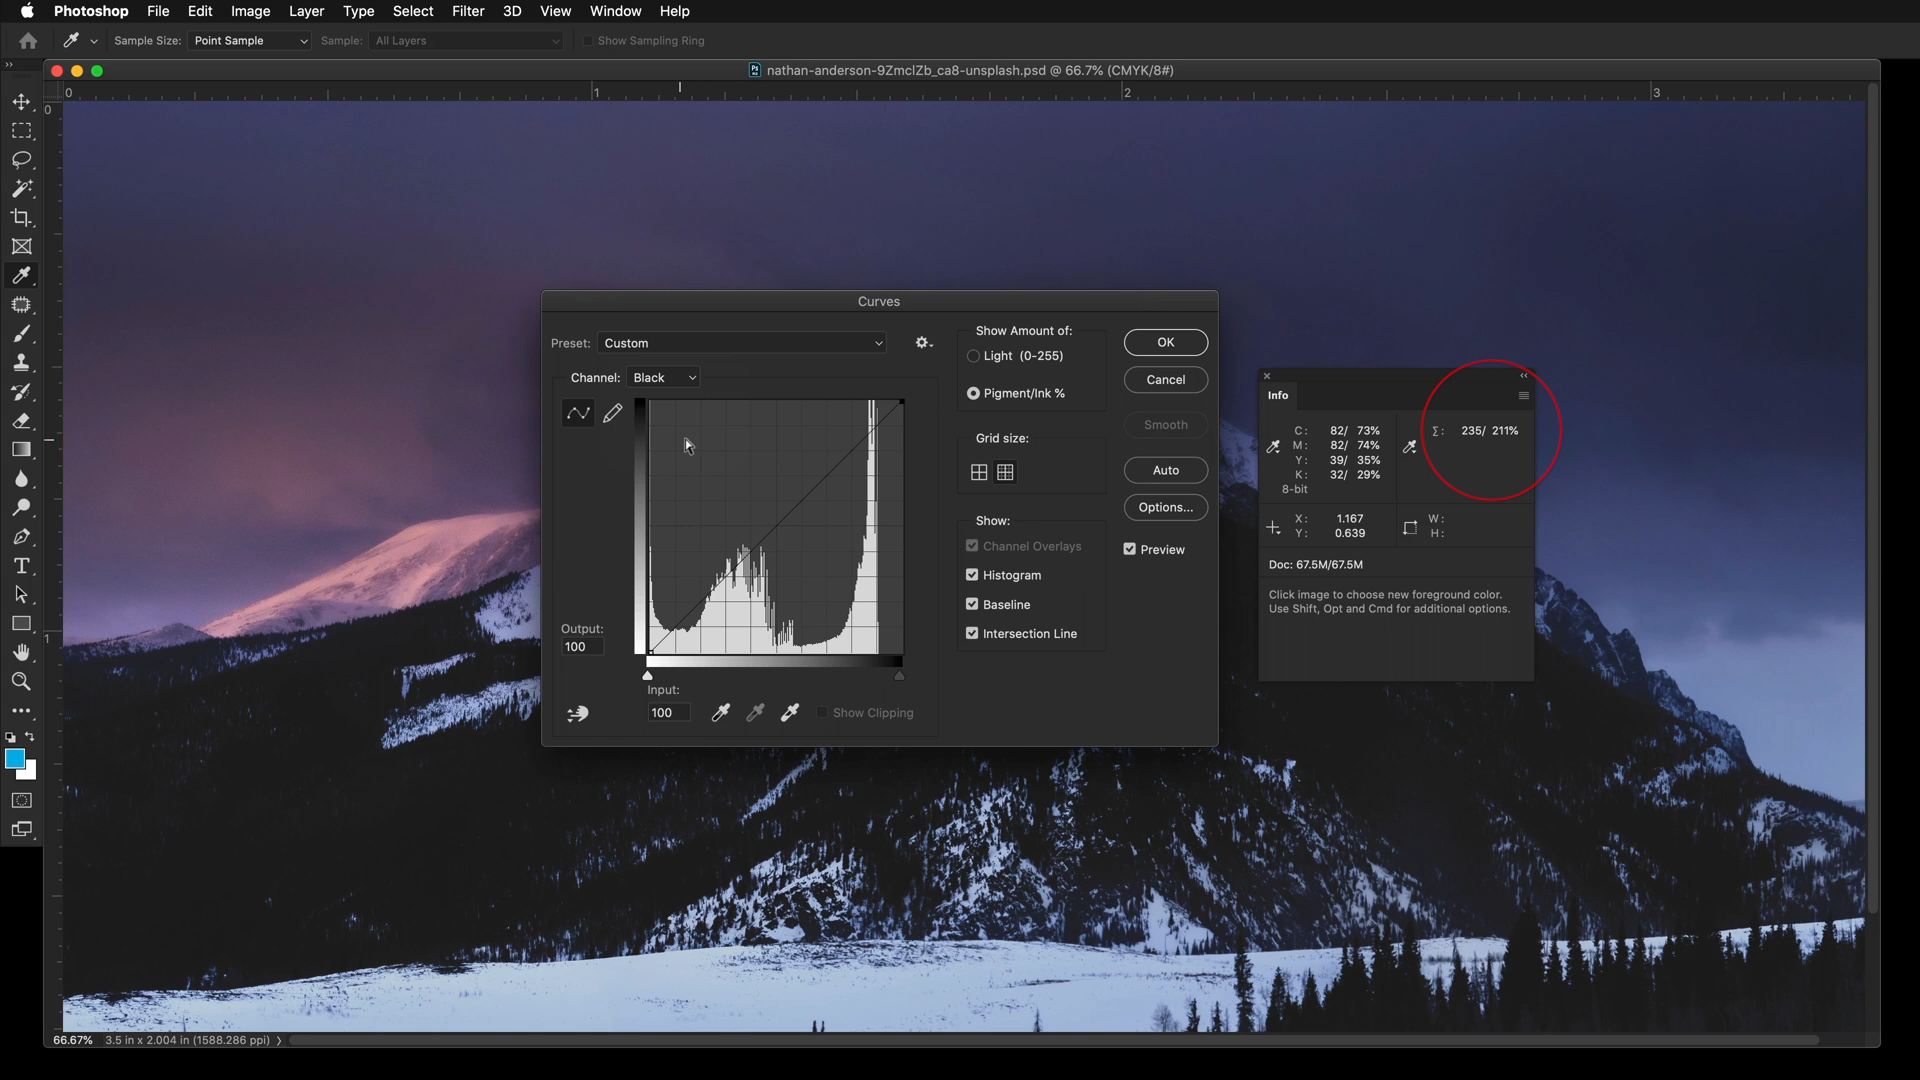 Photoshop File Edit Image Layer Type Select Filter 3D View Window Help
Sample Size: Point Sample Sample: All Layers Show Sampling Ring
nathan-anderson-9ZmclZb_ca8-unsplash.psd @ 66.7% (CMYK/8#)
0 1 2 3
0
1
Curves
Preset: Custom
Channel: Black
Output:
100
Input:
100
Show Clipping
Show Amount of:
Light (0-255)
Pigment/Ink %
Grid size:
Show:
Channel Overlays
Histogram
Baseline
Intersection Line
OK
Cancel
Smooth
Auto
Options...
Preview
Info
C: 82/ 73%
M: 82/ 74%
Y: 39/ 35%
K: 32/ 29%
8-bit
Σ: 235/ 211%
X: 1.167
Y: 0.639
W:
H:
Doc: 67.5M/67.5M
Click image to choose new foreground color.
Use Shift, Opt and Cmd for additional options.
66.67% 3.5 in x 2.004 in (1588.286 ppi)